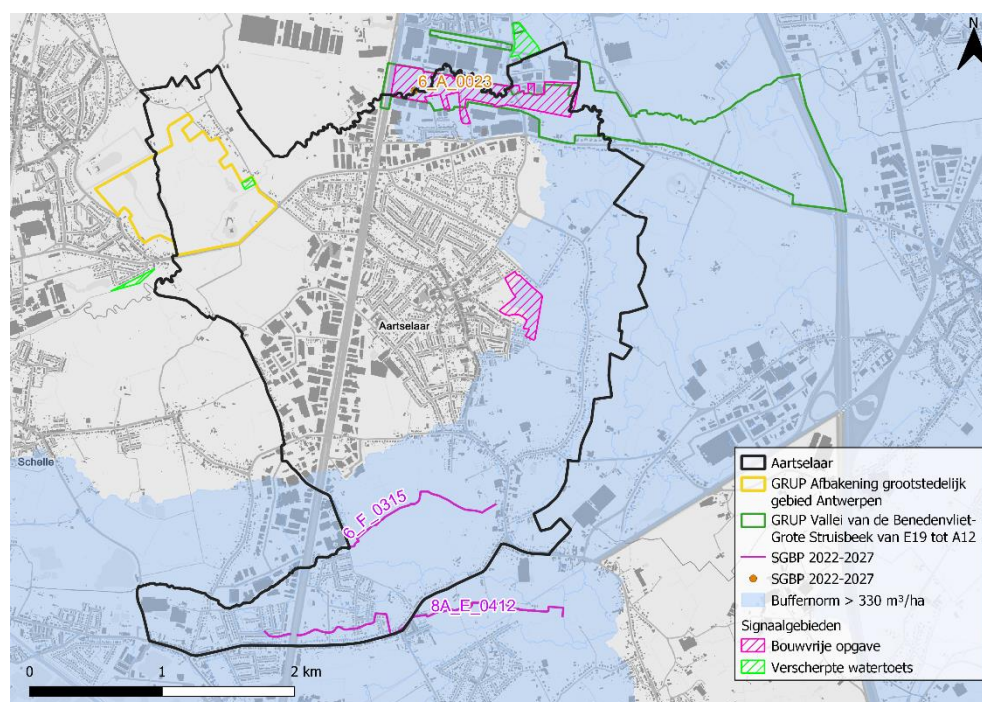 N
6_A_0023
Aartselaar
Schelle
6_F_0315
8A_E_0412
0 1 2 km
Aartselaar
GRUP Afbakening grootstedelijk
gebied Antwerpen
GRUP Vallei van de Benedenvliet-
Grote Struisbeek van E19 tot A12
SGBP 2022-2027
SGBP 2022-2027
Buffernorm > 330 m³/ha
Signaalgebieden
Bouwvrije opgave
Verscherpte watertoets